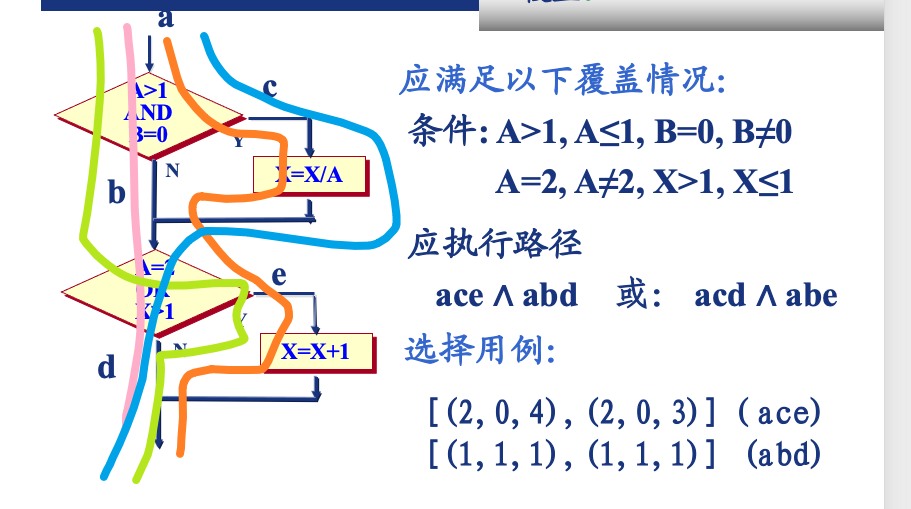 a
A>1
AND
B=0
c
Y
N
X=X/A
b
A=2
OR
X>1
e
Y
N
X=X+1
d
应满足以下覆盖情况:
条件: A>1, A≤1, B=0, B≠0
A=2, A≠2, X>1, X≤1
应执行路径
ace ∧ abd 或: acd ∧ abe
选择用例:
[(2, 0, 4), (2, 0, 3)] (ace)
[(1, 1, 1), (1, 1, 1)] (abd)